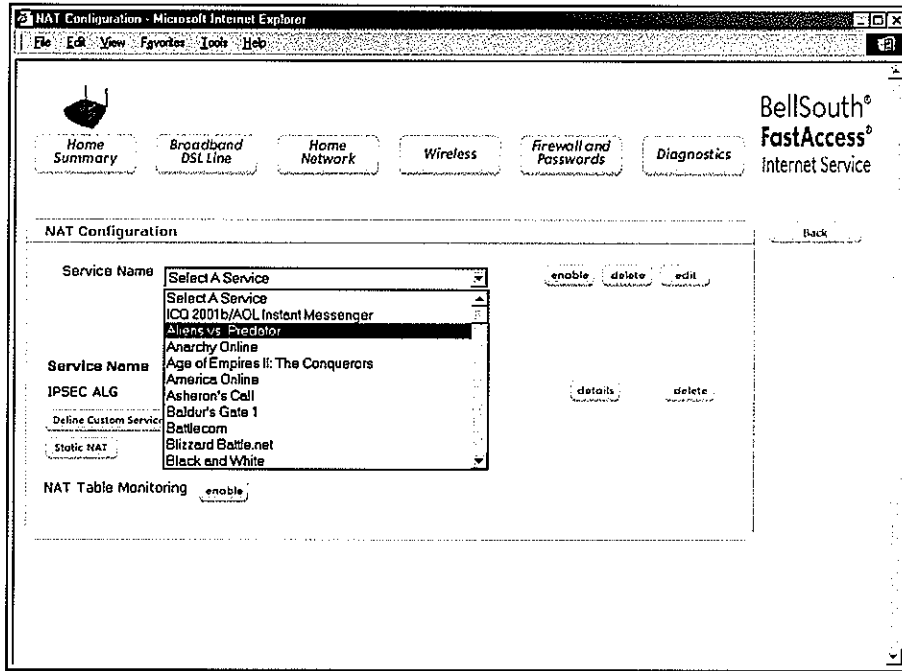 NAT Configuration - Microsoft Internet Explorer
File Edit View Favorites Tools Help
BellSouth®
FastAccess®
Internet Service
Home Summary
Broadband DSL Line
Home Network
Wireless
Firewall and Passwords
Diagnostics
NAT Configuration
Back
Service Name
Select A Service
enable delete edit
Select A Service
ICQ 2001b/AOL Instant Messenger
Aliens vs. Predator
Anarchy Online
Age of Empires II: The Conquerors
America Online
Asheron's Call
Baldur's Gate 1
Battlecom
Blizzard Battle.net
Black and White
Service Name
IPSEC ALG
details delete
Define Custom Service
Static NAT
NAT Table Monitoring enable